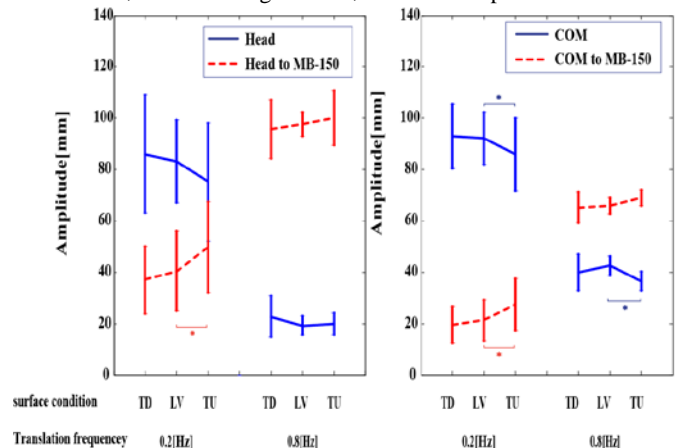 140
120
100
80
60
40
20
0
Amplitude[mm]
Head
Head to MB-150
*
140
120
100
80
60
40
20
0
Amplitude[mm]
COM
COM to MB-150
*
*
*
surface condition TD LV TU TD LV TU TD LV TU TD LV TU
Translation frequencey 0.2[Hz] 0.8[Hz] 0.2[Hz] 0.8[Hz]